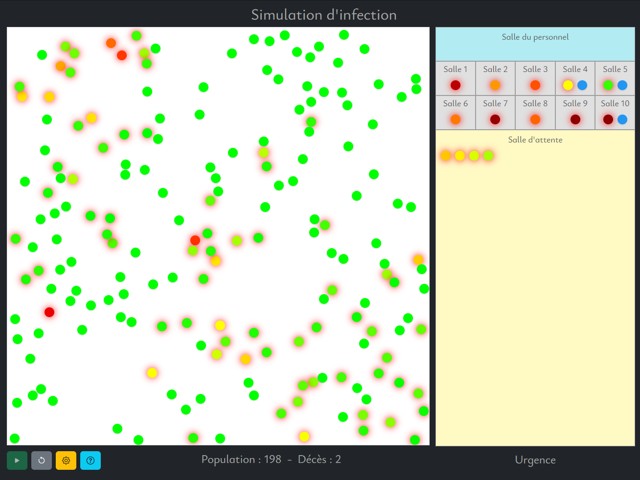 Simulation d'infection
Salle du personnel
Salle 1
Salle 2
Salle 3
Salle 4
Salle 5
Salle 6
Salle 7
Salle 8
Salle 9
Salle 10
Salle d'attente
Population : 198 - Décès : 2
Urgence